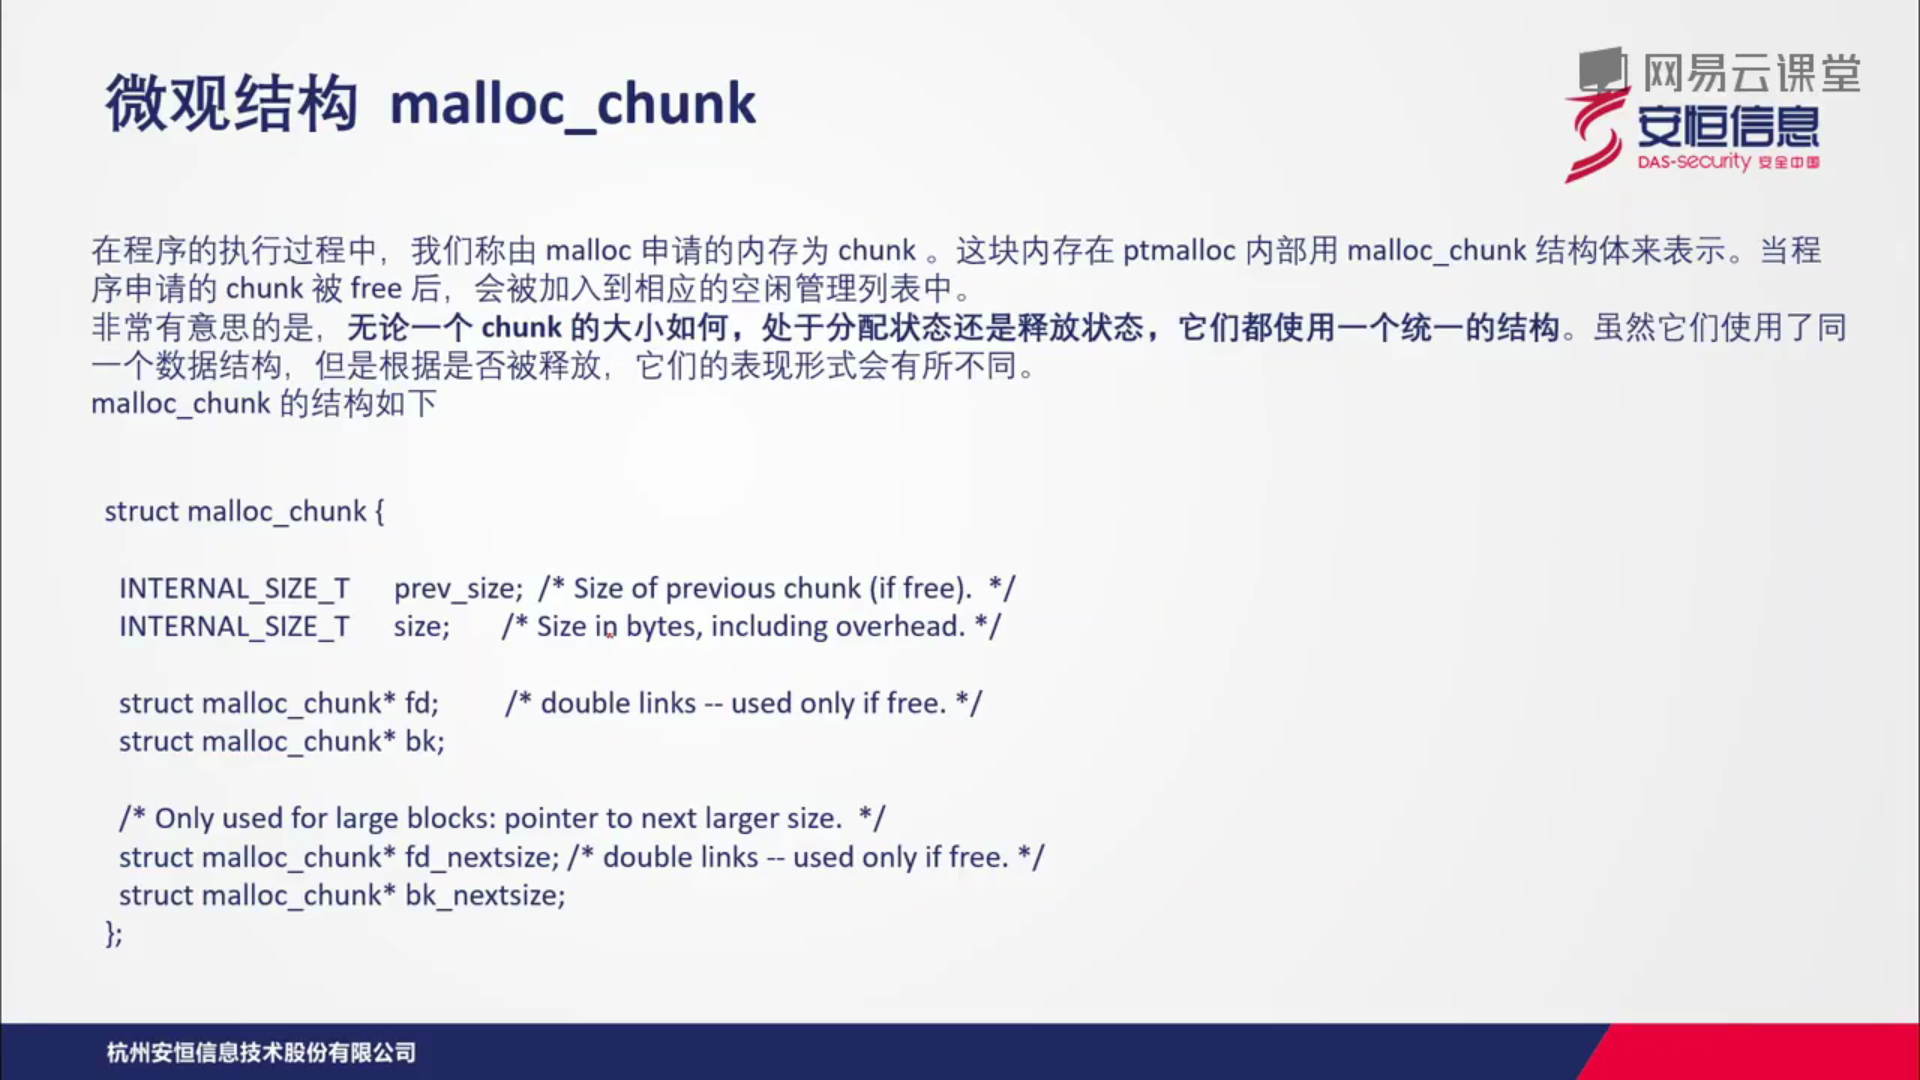 微观结构 malloc_chunk
网易云课堂
安恒信息
DAS-security 安全中国
在程序的执行过程中，我们称由 malloc 申请的内存为 chunk 。这块内存在 ptmalloc 内部用 malloc_chunk 结构体来表示。当程
序申请的 chunk 被 free 后，会被加入到相应的空闲管理列表中。
非常有意思的是，无论一个 chunk 的大小如何，处于分配状态还是释放状态，它们都使用一个统一的结构。虽然它们使用了同
一个数据结构，但是根据是否被释放，它们的表现形式会有所不同。
malloc_chunk 的结构如下
struct malloc_chunk {
INTERNAL_SIZE_T prev_size; /* Size of previous chunk (if free). */
INTERNAL_SIZE_T size; /* Size in bytes, including overhead. */
struct malloc_chunk* fd; /* double links -- used only if free. */
struct malloc_chunk* bk;
/* Only used for large blocks: pointer to next larger size. */
struct malloc_chunk* fd_nextsize; /* double links -- used only if free. */
struct malloc_chunk* bk_nextsize;
};
杭州安恒信息技术股份有限公司